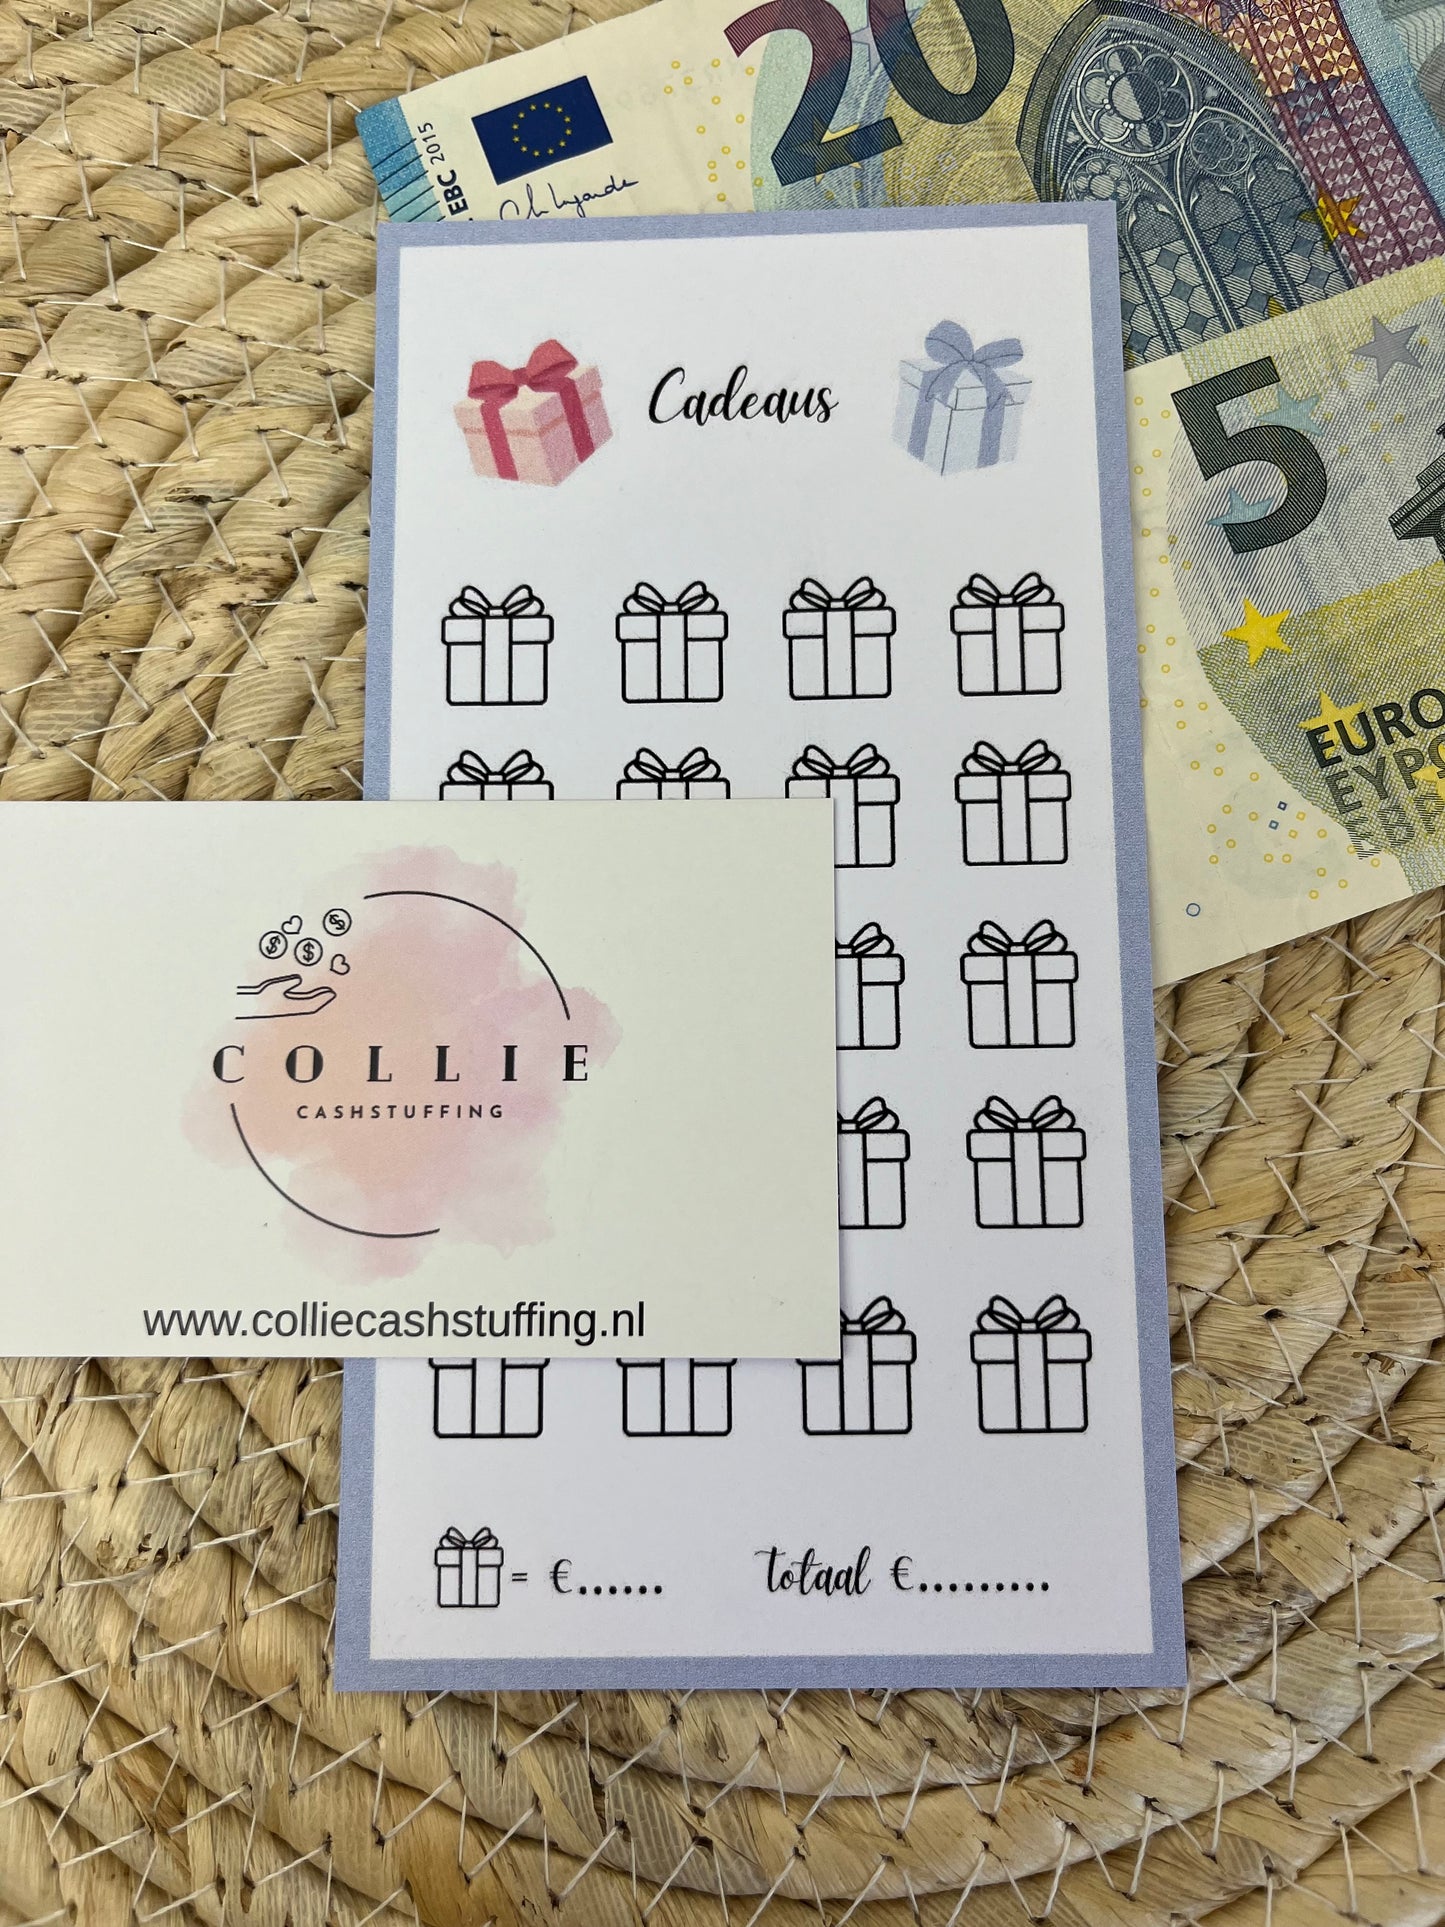 EBC 2015
20
Cadeaus
5
EURO
COLLIE
CASHSTUFFING
www.colliecashstuffing.nl
= €......
totaal €.........